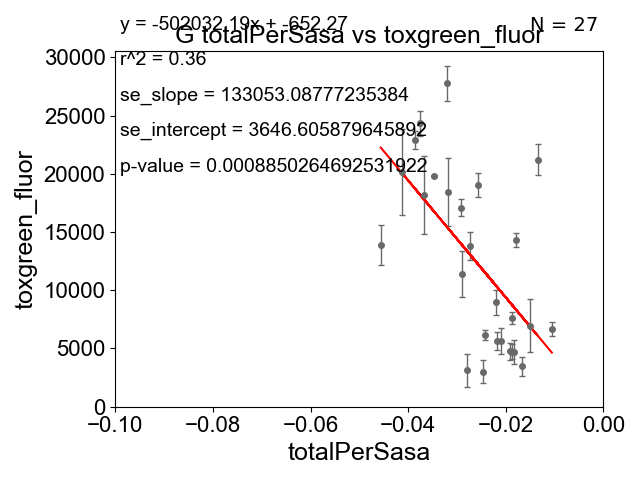 y = -502032.19x + -652.27
N = 27
G totalPerSasa vs toxgreen_fluor
r^2 = 0.36
se_slope = 133053.08777235384
se_intercept = 3646.605879645892
p-value = 0.0008850264692531922
30000
25000
20000
15000
10000
5000
0
toxgreen_fluor
−0.10 −0.08 −0.06 −0.04 −0.02 0.00
totalPerSasa